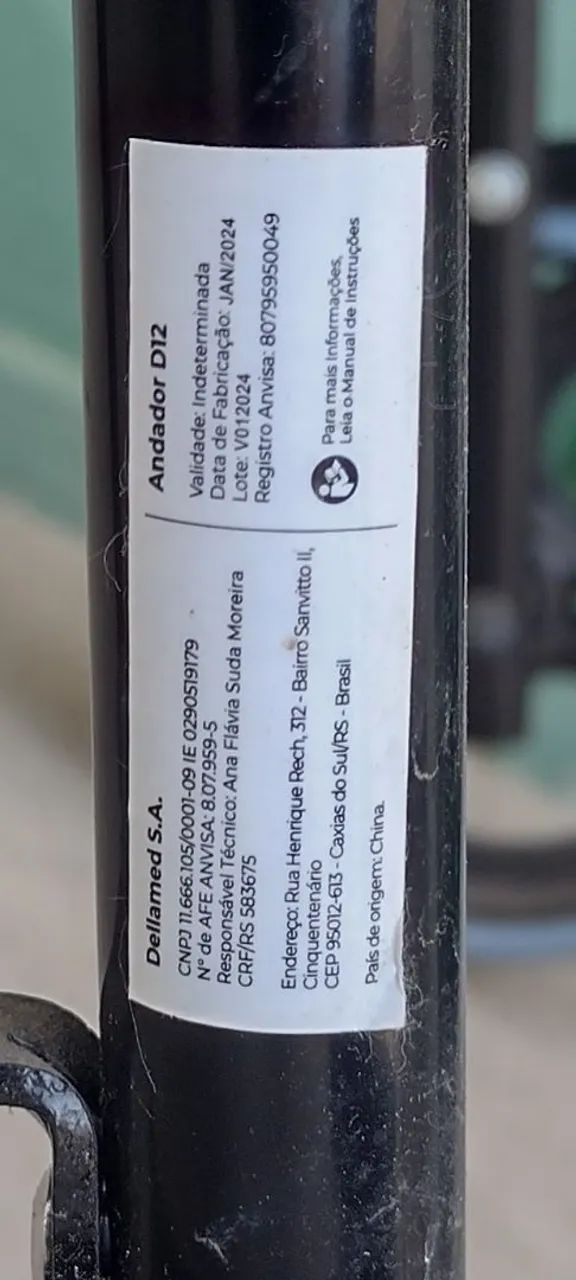 Dellamed S.A.
CNPJ 11.666.105/0001-09 IE 0290519179
N° de AFE ANVISA: 8.07.959-5
Responsável Técnico: Ana Flávia Suda Moreira
CRF/RS 583675
Endereço: Rua Henrique Rech, 312 - Bairro Sanvitto II,
Cinquentenário
CEP 95012-613 - Caxias do Sul/RS - Brasil
País de origem: China.
Andador D12
Validade: Indeterminada
Data de Fabricação: JAN/2024
Lote: V012024
Registro Anvisa: 80795950049
Para mais Informações,
Leia o Manual de Instruções